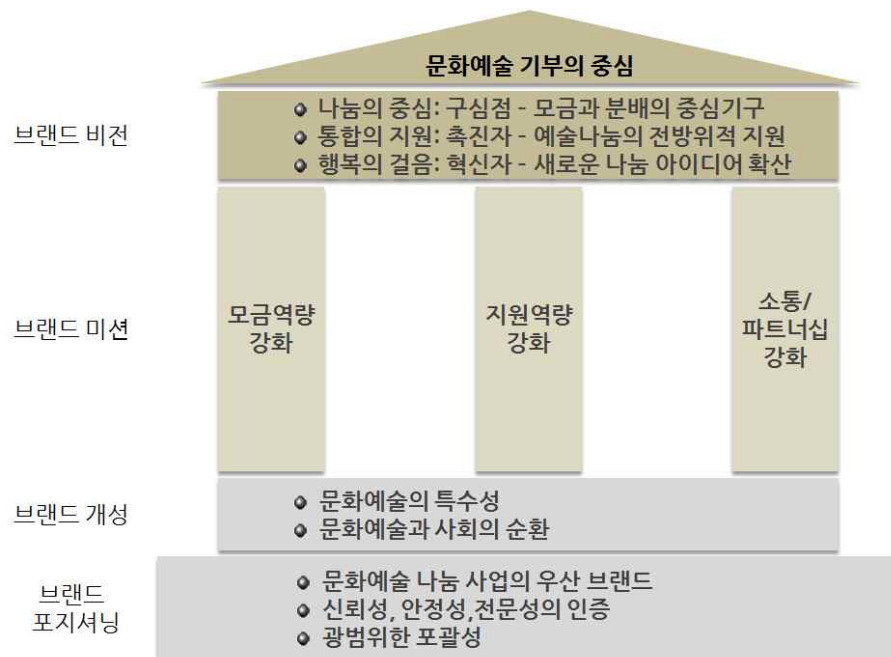 문화예술 기부의 중심
브랜드 비전
나눔의 중심: 구심점 - 모금과 분배의 중심기구
통합의 지원: 촉진자 - 예술나눔의 전방위적 지원
행복의 걸음: 혁신자 - 새로운 나눔 아이디어 확산
브랜드 미션
모금역량
강화
지원역량
강화
소통/
파트너십
강화
브랜드 개성
문화예술의 특수성
문화예술과 사회의 순환
브랜드
포지셔닝
문화예술 나눔 사업의 우산 브랜드
신뢰성, 안정성,전문성의 인증
광범위한 포괄성